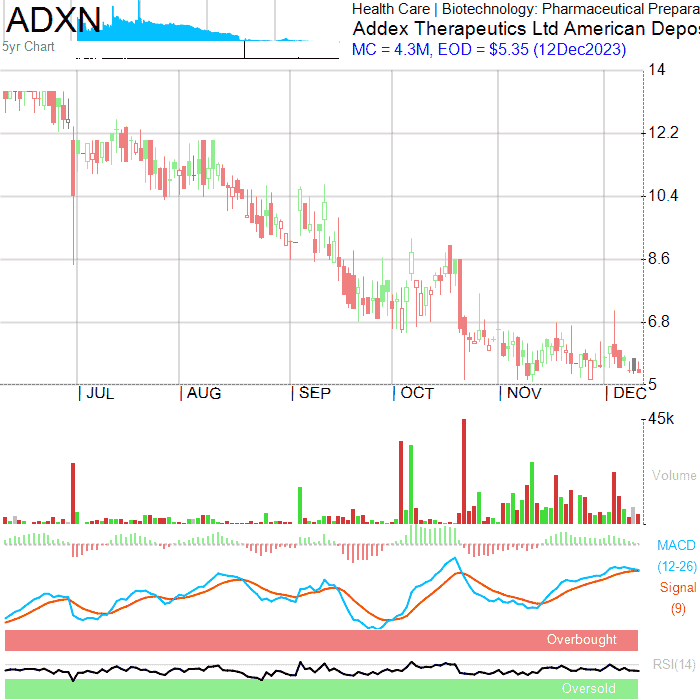 ADXN
5yr Chart
Health Care | Biotechnology: Pharmaceutical Prepara
Addex Therapeutics Ltd American Depos
MC = 4.3M, EOD = $5.35 (12Dec2023)
14
12.2
10.4
8.6
6.8
5
| JUL | AUG | SEP | OCT | NOV | DEC
45k
Volume
MACD
(12-26)
Signal
(9)
Overbought
RSI(14)
Oversold